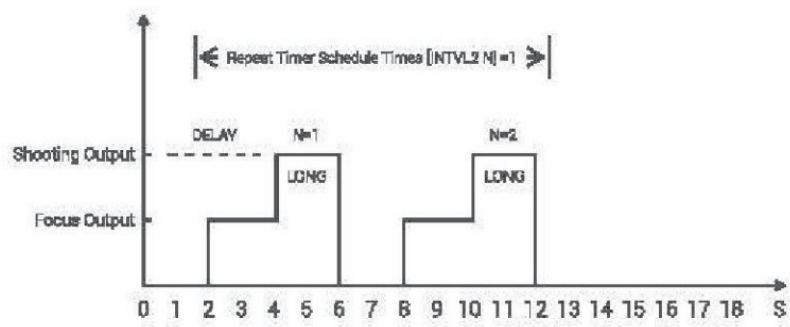 Repeat Timer Schedule Times [INTVL2 N]=1
DELAY N=1 N=2
Shooting Output
LONG LONG
Focus Output
0 1 2 3 4 5 6 7 8 9 10 11 12 13 14 15 16 17 18 S